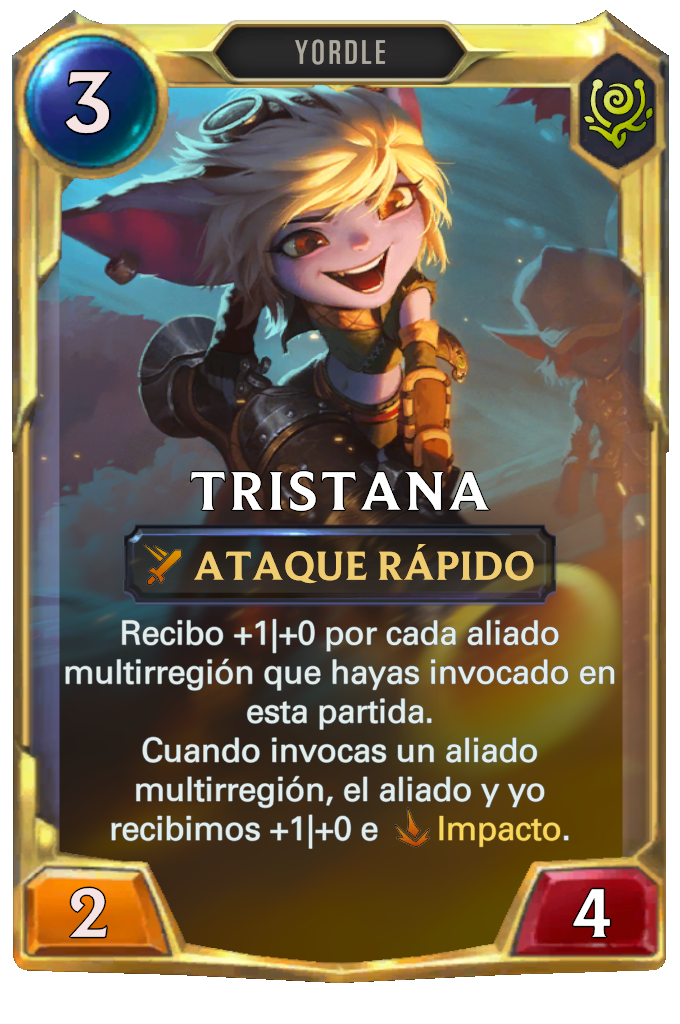 YORDLE
3
TRISTANA
ATAQUE RÁPIDO
Recibo +1|+0 por cada aliado
multirregión que hayas invocado en
esta partida.
Cuando invocas un aliado
multirregión, el aliado y yo
recibimos +1|+0 e Impacto.
2
4